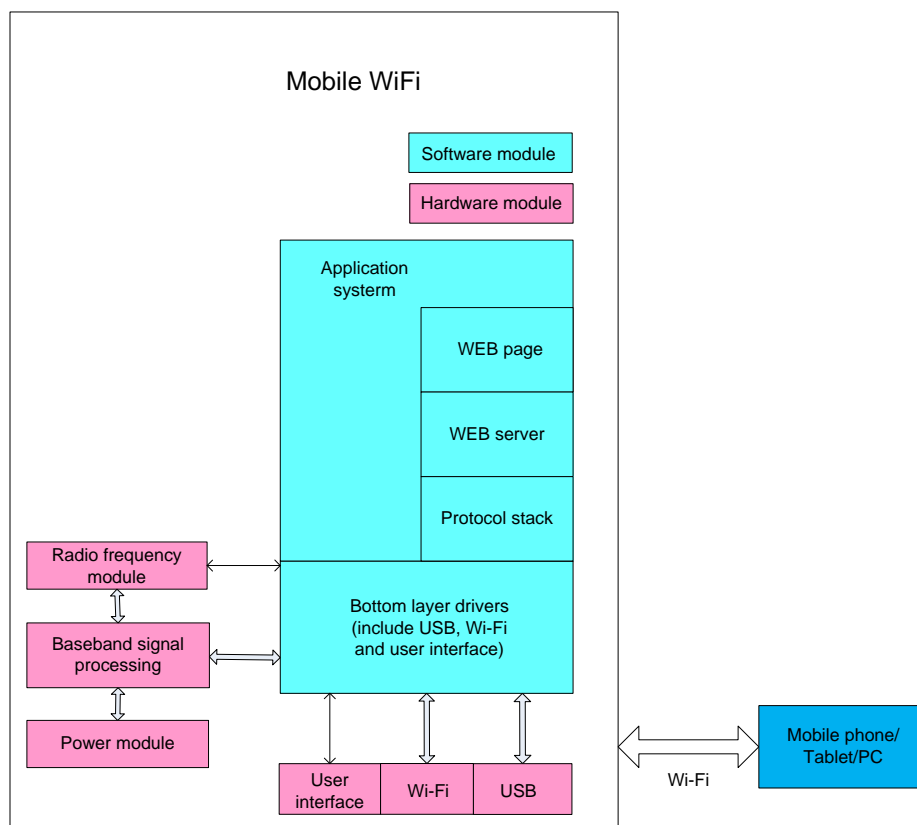 Mobile WiFi
Software module
Hardware module
Application
systerm
WEB page
WEB server
Protocol stack
Radio frequency
module
Bottom layer drivers
(include USB, Wi-Fi
and user interface)
Baseband signal
processing
Power module
User
interface
Wi-Fi
USB
Mobile phone/
Tablet/PC
Wi-Fi